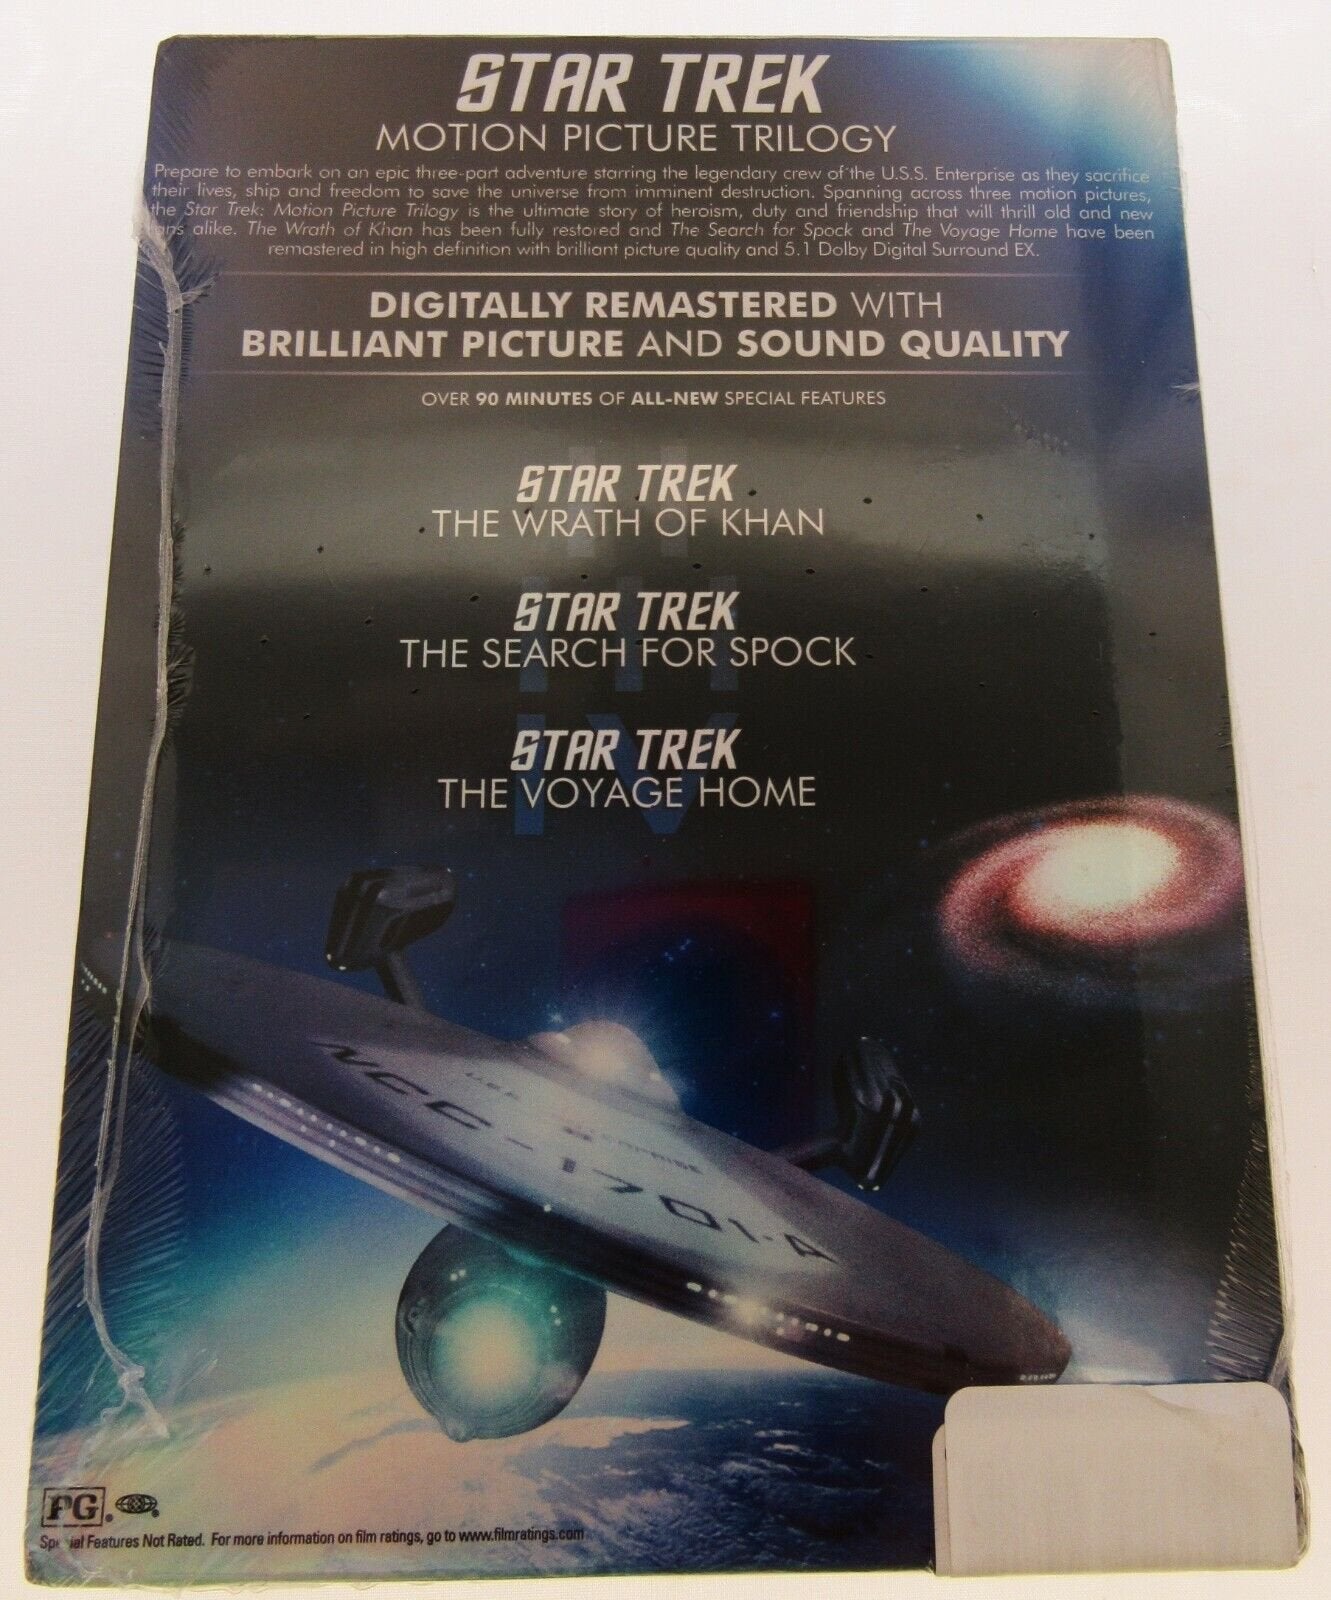 STAR TREK
MOTION PICTURE TRILOGY
Prepare to embark on an epic three-part adventure starring the legendary crew of the U.S.S. Enterprise as they sacrifice
their lives, ship and freedom to save the universe from imminent destruction. Spanning across three motion pictures,
the Star Trek: Motion Picture Trilogy is the ultimate story of heroism, duty and friendship that will thrill old and new
fans alike. The Wrath of Khan has been fully restored and The Search for Spock and The Voyage Home have been
remastered in high definition with brilliant picture quality and 5.1 Dolby Digital Surround EX.
DIGITALLY REMASTERED WITH
BRILLIANT PICTURE AND SOUND QUALITY
OVER 90 MINUTES OF ALL-NEW SPECIAL FEATURES
II
STAR TREK
THE WRATH OF KHAN
III
STAR TREK
THE SEARCH FOR SPOCK
IV
STAR TREK
THE VOYAGE HOME
U.S.S. ENTERPRISE
NCC-1701-A
PG
Special Features Not Rated. For more information on film ratings, go to www.filmratings.com